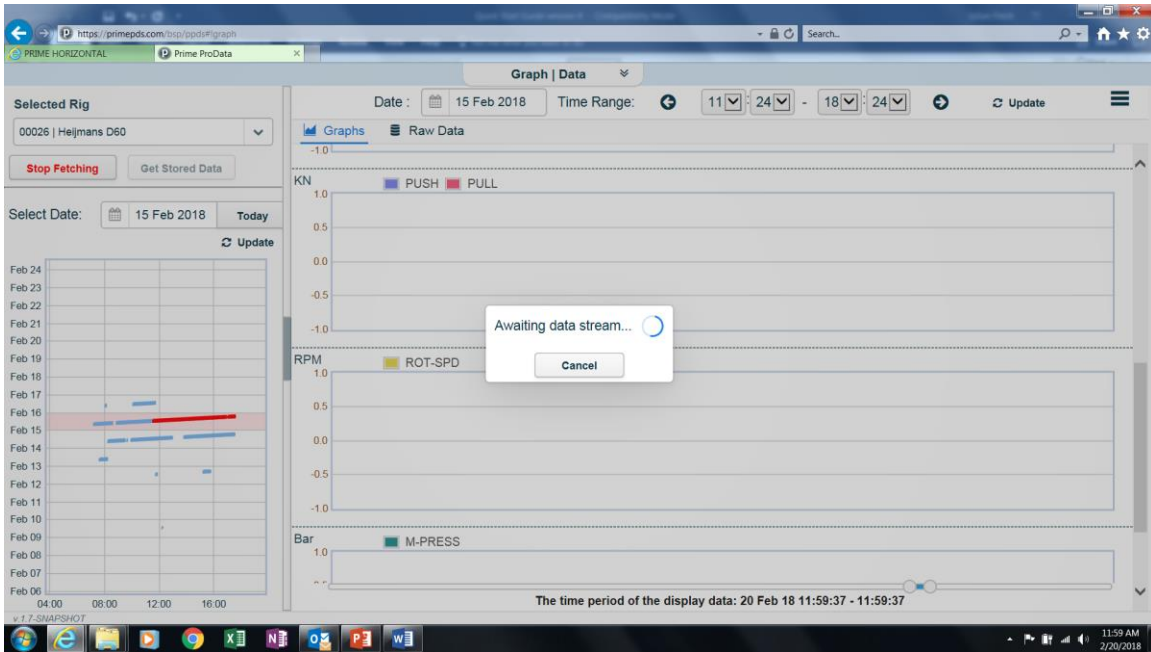 https://primepds.com/bsp/ppds#!graph
Search...
PRIME HORIZONTAL
Prime ProData
Graph | Data
Selected Rig
00026 | Heijmans D60
Stop Fetching
Get Stored Data
Select Date:
15 Feb 2018
Today
Update
Feb 24
Feb 23
Feb 22
Feb 21
Feb 20
Feb 19
Feb 18
Feb 17
Feb 16
Feb 15
Feb 14
Feb 13
Feb 12
Feb 11
Feb 10
Feb 09
Feb 08
Feb 07
Feb 06
04:00 08:00 12:00 16:00
v.1.7-SNAPSHOT
Date : 15 Feb 2018 Time Range: 11 : 24 - 18 : 24 Update
Graphs Raw Data
-1.0
KN PUSH PULL
1.0
0.5
0.0
-0.5
-1.0
Awaiting data stream...
Cancel
RPM ROT-SPD
1.0
0.5
0.0
-0.5
-1.0
Bar M-PRESS
1.0
The time period of the display data: 20 Feb 18 11:59:37 - 11:59:37
11:59 AM
2/20/2018